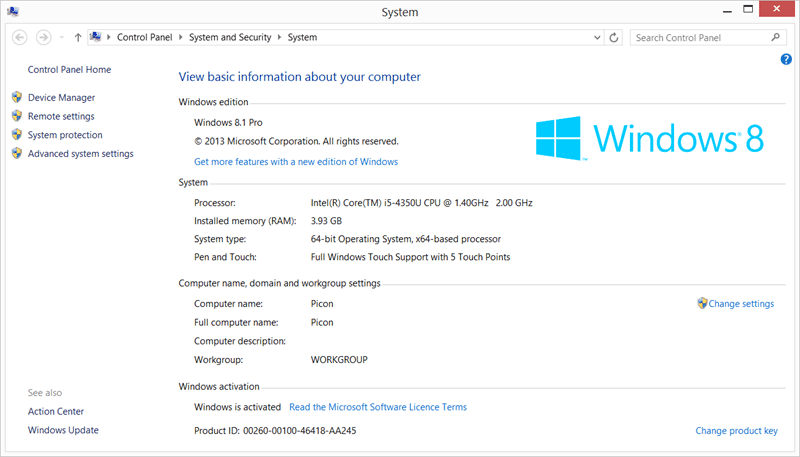 System
Control Panel System and Security System
Search Control Panel
Control Panel Home
Device Manager
Remote settings
System protection
Advanced system settings
View basic information about your computer
Windows edition
Windows 8.1 Pro
© 2013 Microsoft Corporation. All rights reserved.
Get more features with a new edition of Windows
Windows 8
System
Processor: Intel(R) Core(TM) i5-4350U CPU @ 1.40GHz 2.00 GHz
Installed memory (RAM): 3.93 GB
System type: 64-bit Operating System, x64-based processor
Pen and Touch: Full Windows Touch Support with 5 Touch Points
Computer name, domain and workgroup settings
Computer name: Picon
Change settings
Full computer name: Picon
Computer description:
Workgroup: WORKGROUP
Windows activation
Windows is activated Read the Microsoft Software Licence Terms
Product ID: 00260-00100-46418-AA245
Change product key
See also
Action Center
Windows Update